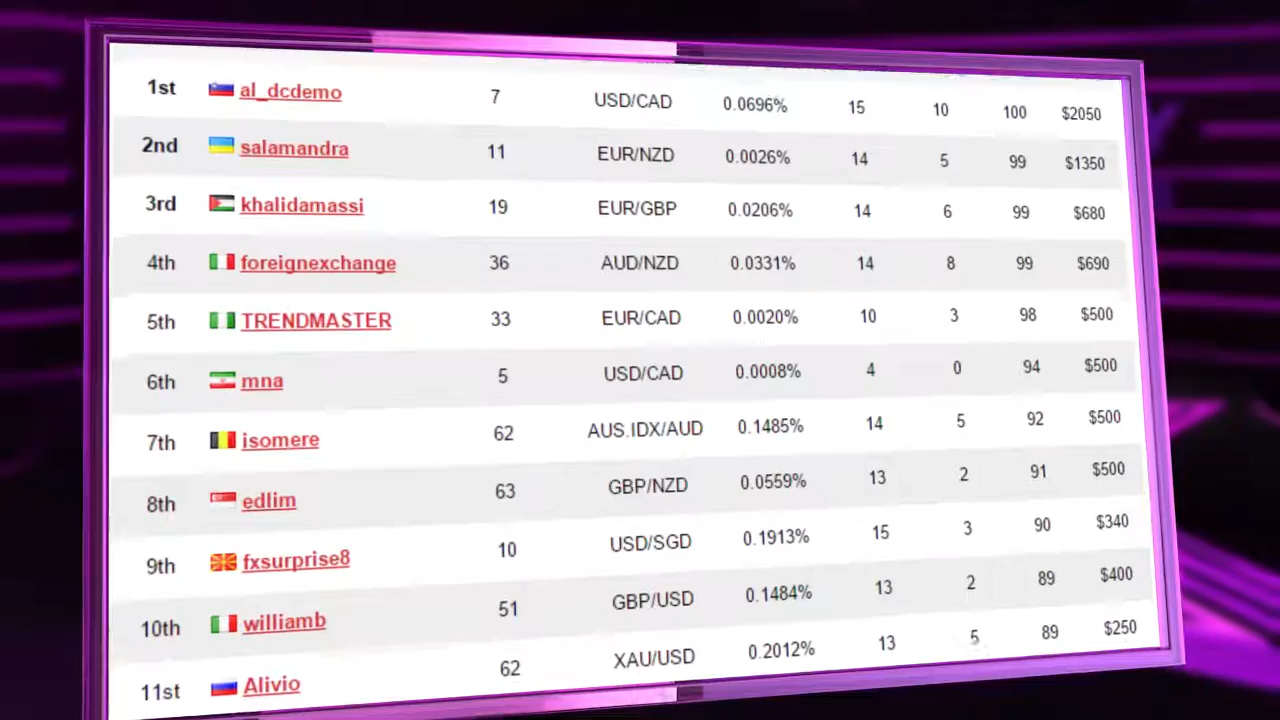 1st al_dcdemo 7 USD/CAD 0.0696% 15 10 100 $2050
2nd salamandra 11 EUR/NZD 0.0026% 14 5 99 $1350
3rd khalidamassi 19 EUR/GBP 0.0206% 14 6 99 $680
4th foreignexchange 36 AUD/NZD 0.0331% 14 8 99 $690
5th TRENDMASTER 33 EUR/CAD 0.0020% 10 3 98 $500
6th mna 5 USD/CAD 0.0008% 4 0 94 $500
7th isomere 62 AUS.IDX/AUD 0.1485% 14 5 92 $500
8th edlim 63 GBP/NZD 0.0559% 13 2 91 $500
9th fxsurprise8 10 USD/SGD 0.1913% 15 3 90 $340
10th williamb 51 GBP/USD 0.1484% 13 2 89 $400
11st Alivio 62 XAU/USD 0.2012% 13 5 89 $250